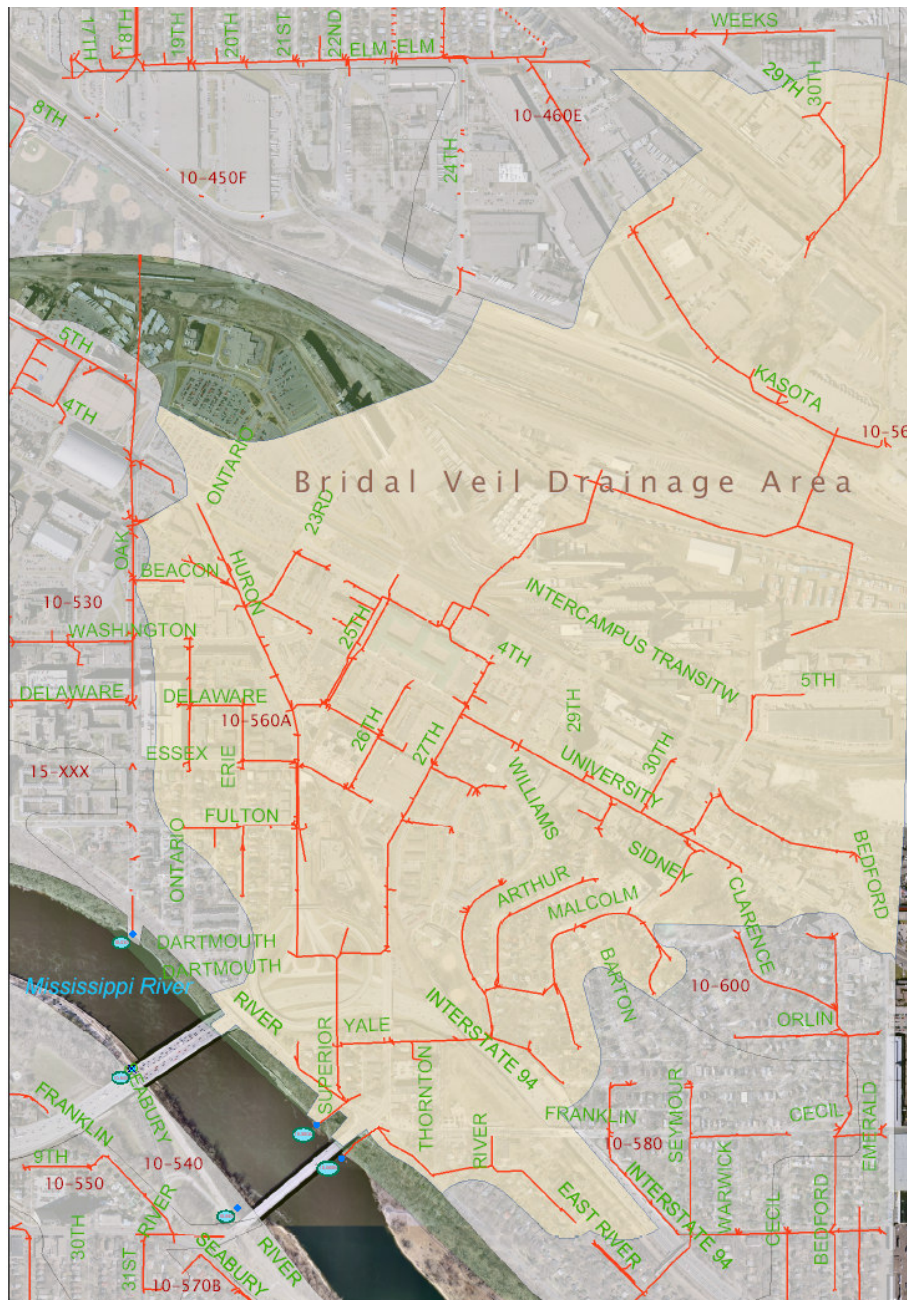 WEEKS
17TH
18TH
19TH
20TH
21ST
22ND
ELM
ELM
29TH
30TH
8TH
10-460E
24TH
10-450F
5TH
4TH
KASOTA
10-56
ONTARIO
Bridal Veil Drainage Area
23RD
OAK
HURON
BEACON
10-530
INTERCAMPUS TRANSITW
WASHINGTON
25TH
4TH
5TH
DELAWARE
DELAWARE
10-560A
26TH
27TH
29TH
30TH
ESSEX
ERIE
UNIVERSITY
15-XXX
WILLIAMS
FULTON
ONTARIO
SIDNEY
BEDFORD
ARTHUR
CLARENCE
MALCOLM
DARTMOUTH
DARTMOUTH
BARTON
Mississippi River
10-600
RIVER
INTERSTATE 94
YALE
ORLIN
SUPERIOR
SEABURY
THORNTON
FRANKLIN
FRANKLIN
SEYMOUR
CECIL
EMERALD
RIVER
10-580
9TH
10-540
10-550
WARWICK
CECIL
BEDFORD
INTERSTATE 94
EAST RIVER
RIVER
30TH
31ST
RIVER
SEABURY
10-570B